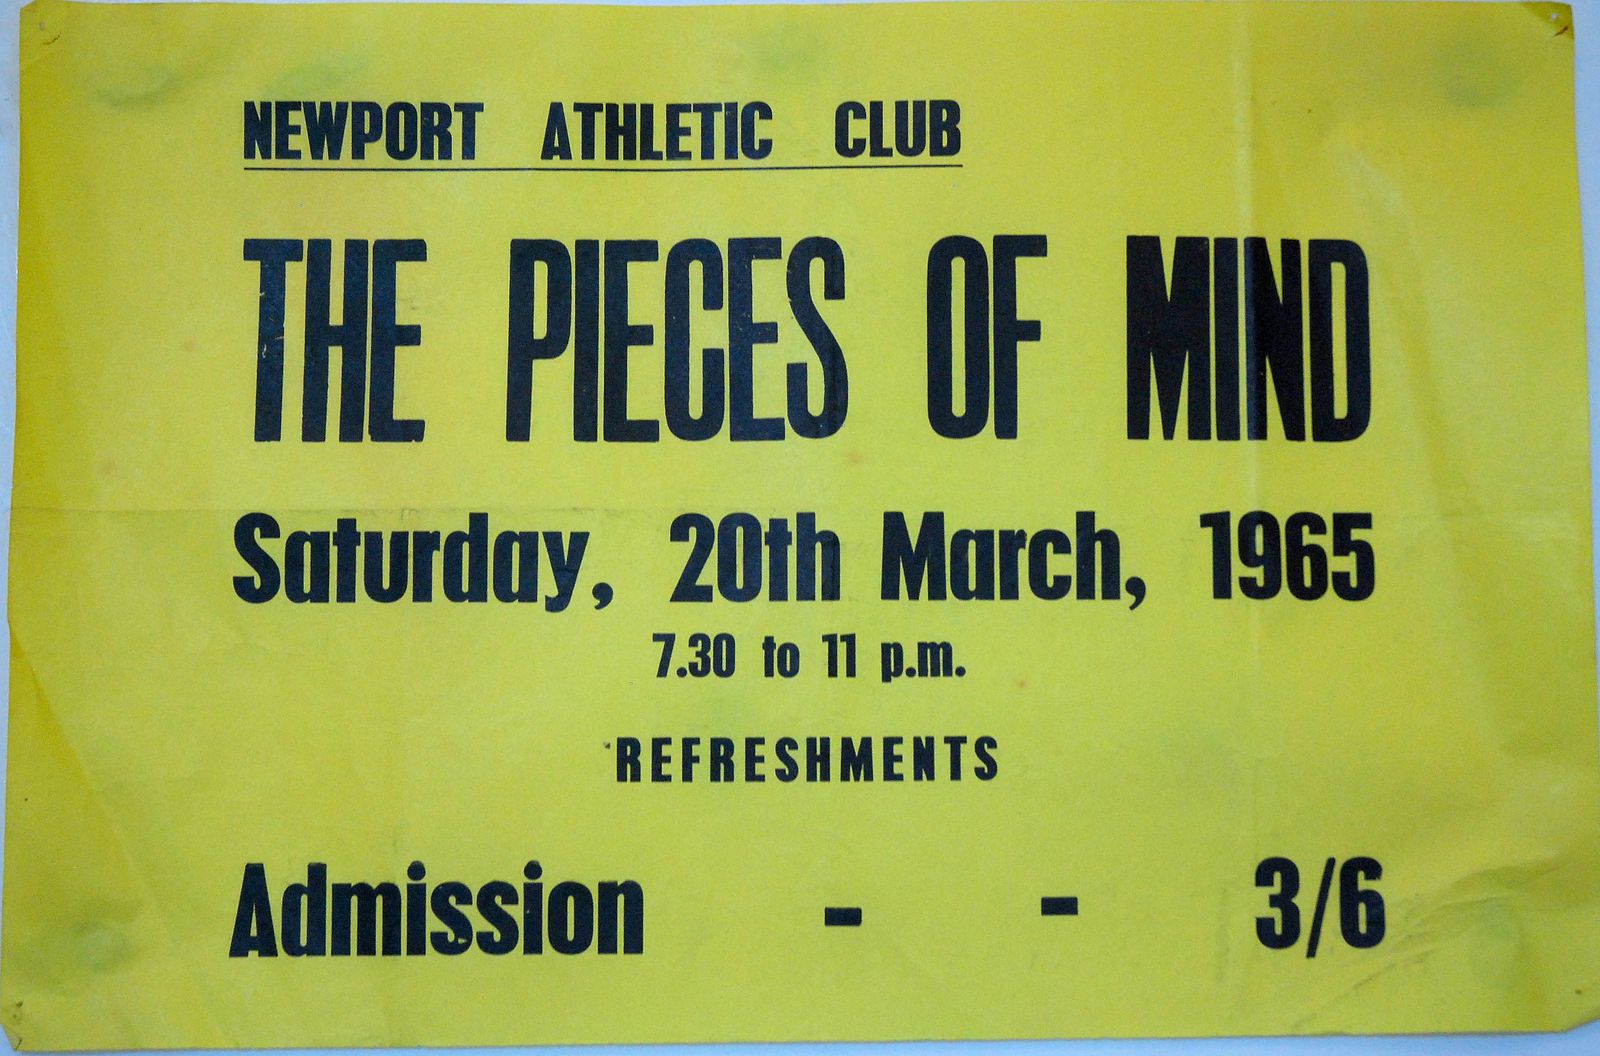 NEWPORT ATHLETIC CLUB
THE PIECES OF MIND
Saturday, 20th March, 1965
7.30 to 11 p.m.
REFRESHMENTS
Admission - - 3/6